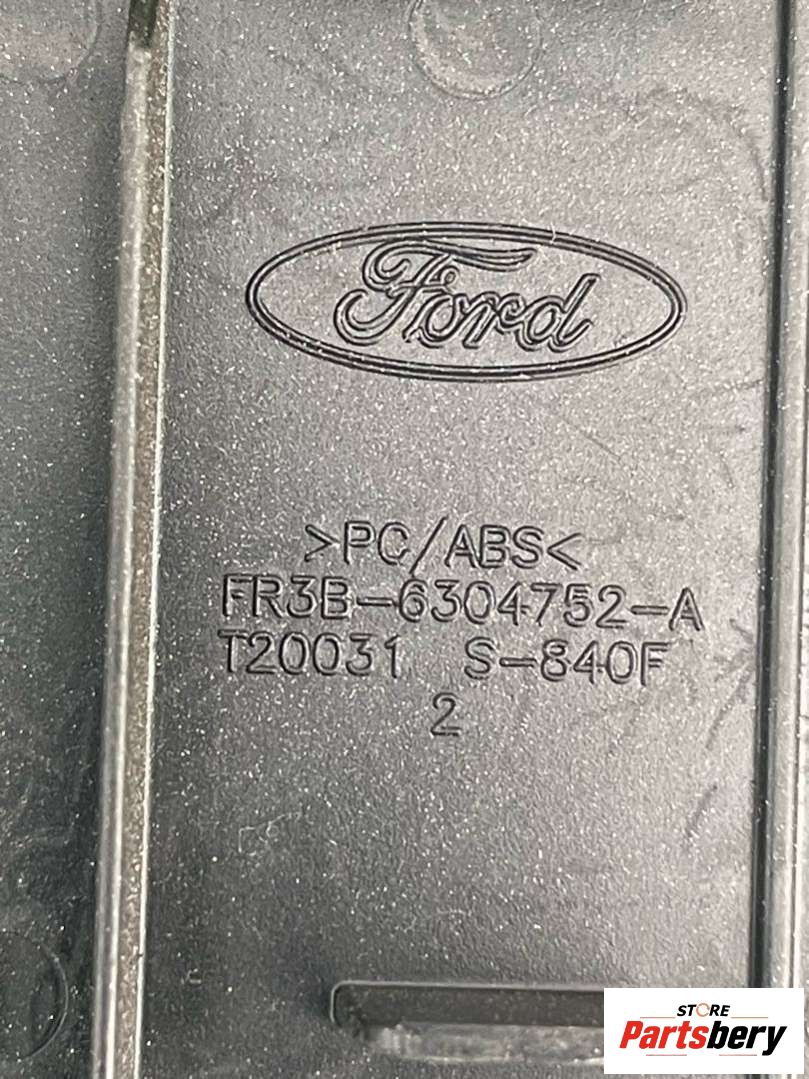 Ford
>PC/ABS<
FR3B-6304752-A
T20031 S-840F
2
STORE
Partsbery